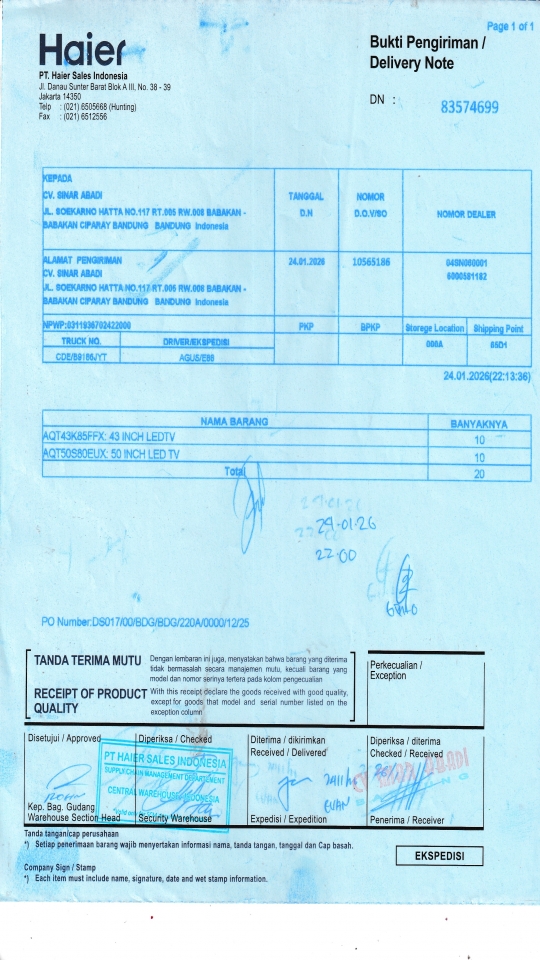 Page 1 of 1
Haier
Bukti Pengiriman /
Delivery Note
PT. Haier Sales Indonesia
Jl. Danau Sunter Barat Blok A III, No. 38 - 39
Jakarta 14350
Telp : (021) 6505668 (Hunting)
Fax : (021) 6512556
DN : 83574699
KEPADA
CV. SINAR ABADI
JL. SOEKARNO HATTA NO.117 RT.005 RW.008 BABAKAN -
BABAKAN CIPARAY BANDUNG BANDUNG Indonesia
TANGGAL
D.N
NOMOR
D.O.V/SO
NOMOR DEALER
ALAMAT PENGIRIMAN
CV. SINAR ABADI
JL. SOEKARNO HATTA NO.117 RT.005 RW.008 BABAKAN -
BABAKAN CIPARAY BANDUNG BANDUNG Indonesia
24.01.2026
10565186
04SN060001
6000581182
NPWP:0311936702422000
PKP
BPKP
Storage Location
Shipping Point
TRUCK NO.
DRIVER/EKSPEDISI
CDE/B9186JYT
24.01.2026(22:13:36)
NAMA BARANG
BANYAKNYA
AQT43K85FFX: 43 INCH LEDTV
10
AQT50S80EUX: 50 INCH LED TV
10
Total
20
24.01.26
22.00
PO Number:DS017/00/BDG/BDG/220A/0000/12/25
TANDA TERIMA MUTU
Dengan lembaran ini juga, menyatakan bahwa barang yang diterima
tidak bermasalah secara manajemen mutu, kecuali barang yang
model dan nomor serinya tertera pada kolom pengecualian
RECEIPT OF PRODUCT
QUALITY
With this receipt declare the goods received with good quality,
except for goods that model and serial number listed on the
exception column
Perkecualian /
Exception
Disetujui / Approved
Diperiksa / Checked
Diterima / dikirimkan
Received / Delivered
Diperiksa / diterima
Checked / Received
PT HAIER SALES INDONESIA
SUPPLY CHAIN MANAGEMENT DEPARTEMENT
CENTRAL WAREHOUSE INDONESIA
Kep. Bag. Gudang
Warehouse Section Head
Security Warehouse
Expedisi / Expedition
Penerima / Receiver
Tanda tangan/cap perusahaan
*) Setiap penerimaan barang wajib menyertakan informasi nama, tanda tangan, tanggal dan Cap basah.
EKSPEDISI
Company Sign / Stamp
*) Each item must include name, signature, date and wet stamp information.